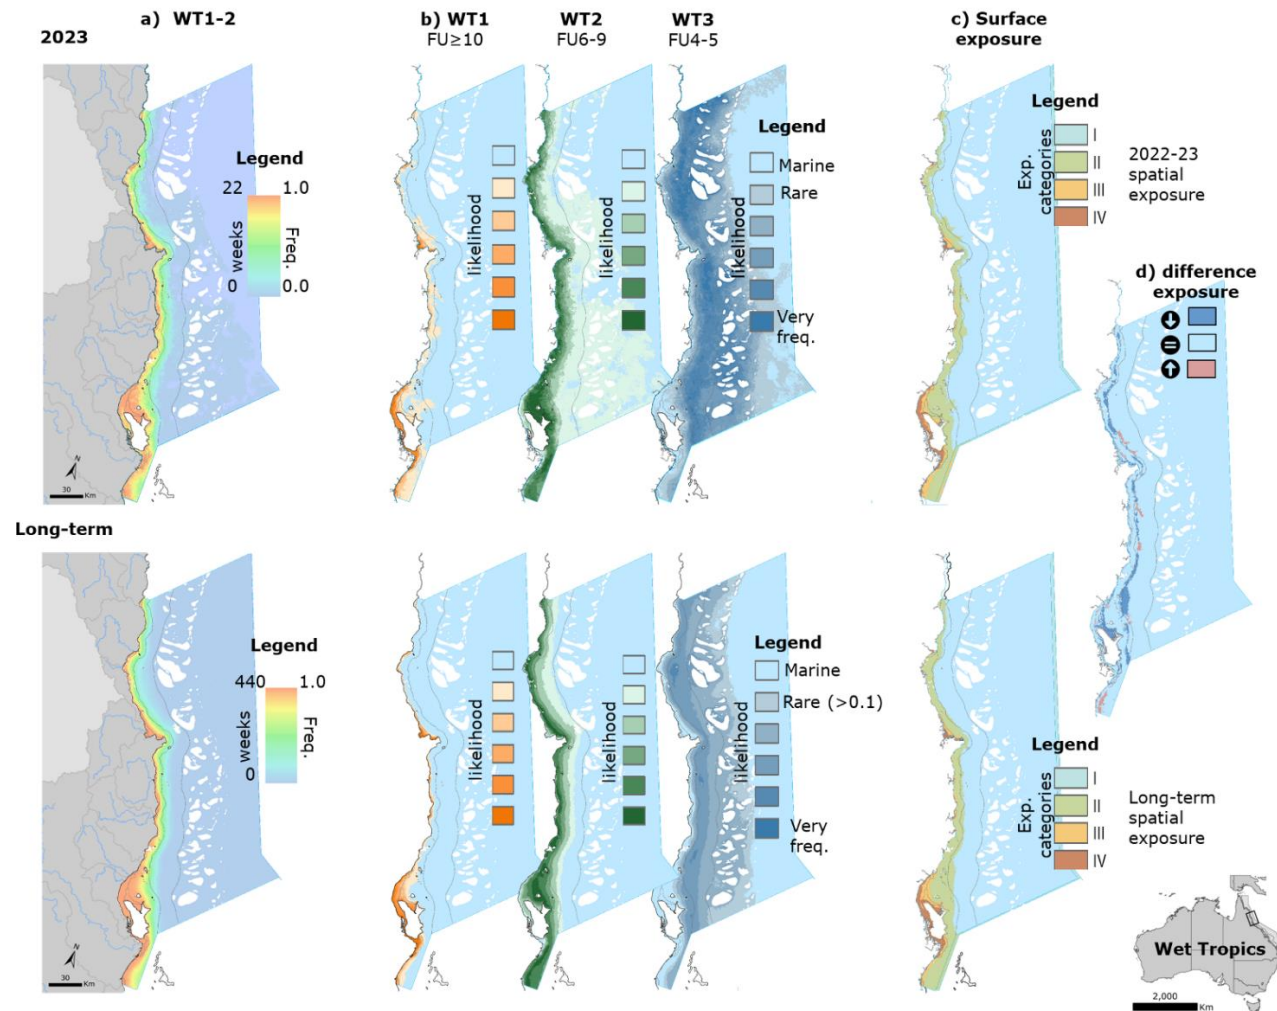 a) WT1-2
b) WT1
FU≥10
WT2
FU6-9
WT3
FU4-5
c) Surface
exposure
2023
Legend
22
1.0
weeks
Freq.
0
0.0
N
30
Km
likelihood
likelihood
Legend
Marine
Rare
likelihood
Very
freq.
Legend
Exp.
categories
I
II
III
IV
2022-23
spatial
exposure
d) difference
exposure
Long-term
Legend
440
1.0
weeks
Freq.
0
0.0
N
30
Km
likelihood
likelihood
Legend
Marine
Rare (>0.1)
likelihood
Very
freq.
Legend
Exp.
categories
I
II
III
IV
Long-term
spatial
exposure
Wet Tropics
2,000
Km